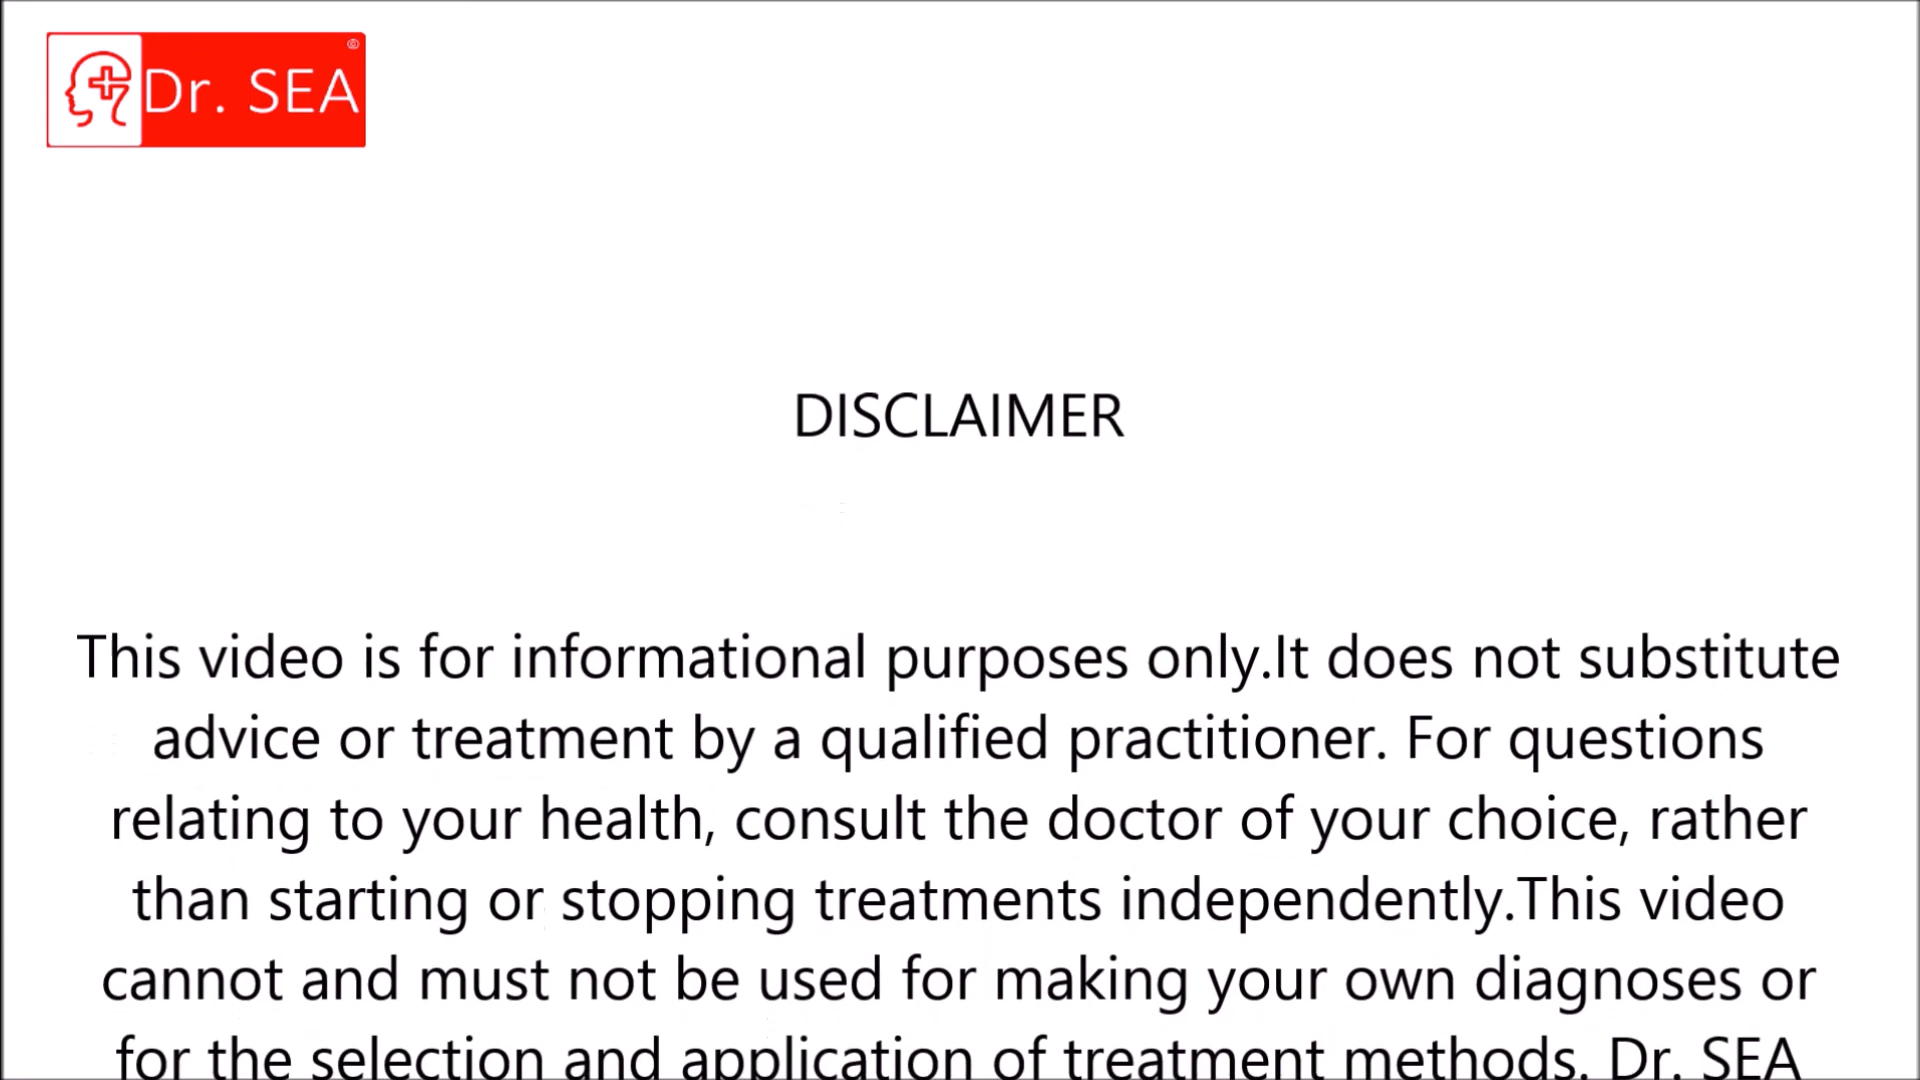 Dr. SEA
©
DISCLAIMER
This video is for informational purposes only.It does not substitute
advice or treatment by a qualified practitioner. For questions
relating to your health, consult the doctor of your choice, rather
than starting or stopping treatments independently.This video
cannot and must not be used for making your own diagnoses or
for the selection and application of treatment methods. Dr. SEA